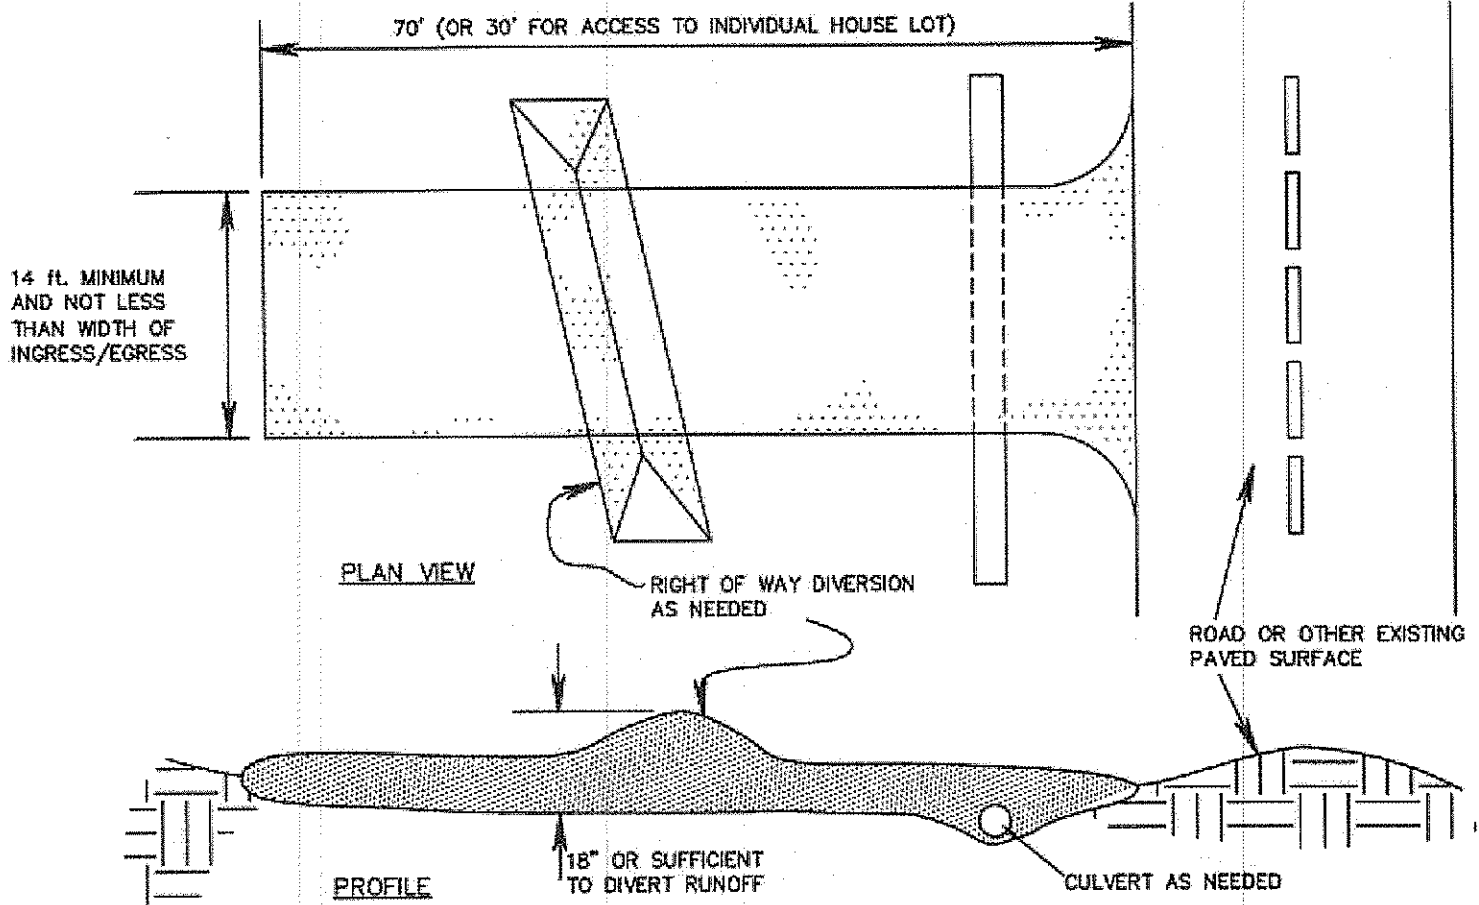 70' (OR 30' FOR ACCESS TO INDIVIDUAL HOUSE LOT)
14 ft. MINIMUM
AND NOT LESS
THAN WIDTH OF
INGRESS/EGRESS
PLAN VIEW
RIGHT OF WAY DIVERSION
AS NEEDED
ROAD OR OTHER EXISTING
PAVED SURFACE
18" OR SUFFICIENT
TO DIVERT RUNOFF
PROFILE
CULVERT AS NEEDED